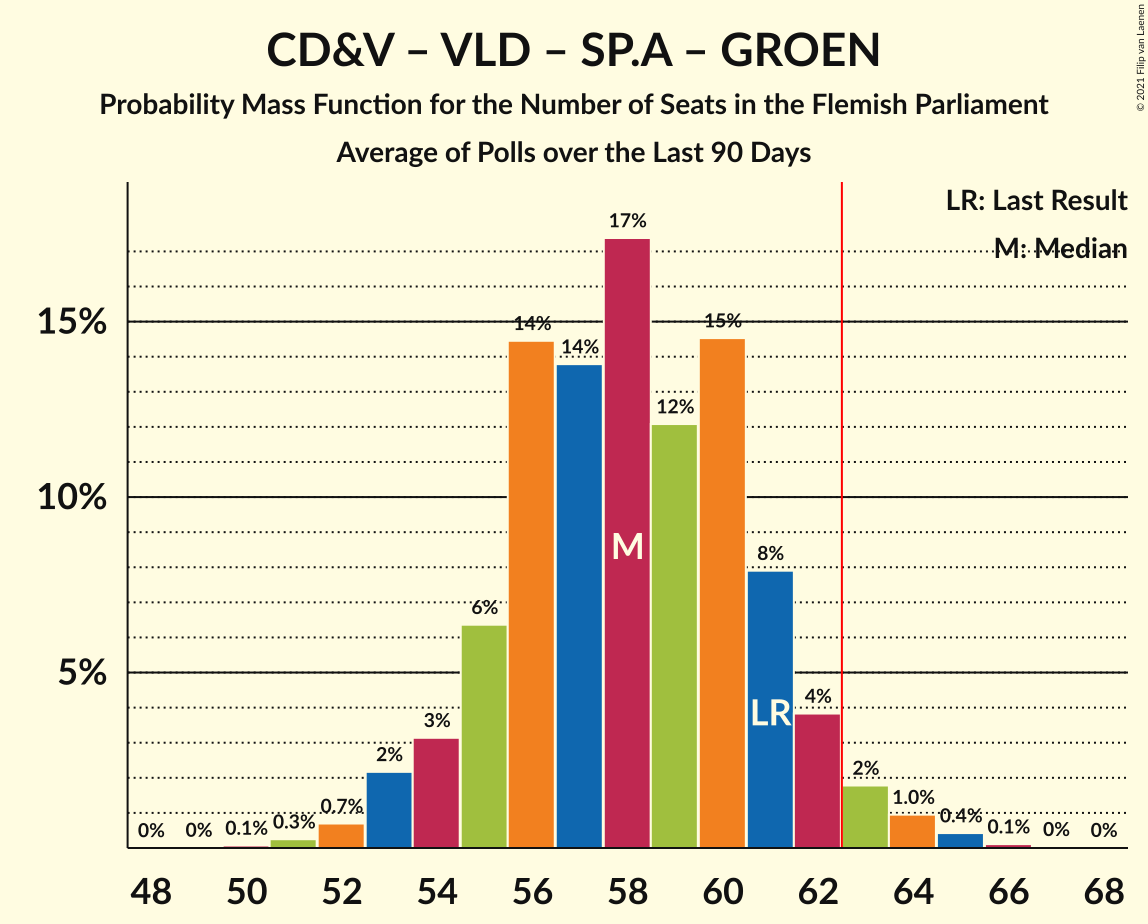 CD&V – VLD – SP.A – GROEN
Probability Mass Function for the Number of Seats in the Flemish Parliament
Average of Polls over the Last 90 Days
© 2021 Filip van Laenen
LR: Last Result
M: Median
15%
10%
5%
0%
0%
0.1%
0.3%
0.7%
2%
3%
6%
14%
14%
17%
12%
15%
8%
4%
2%
1.0%
0.4%
0.1%
0%
0%
M
LR
48 50 52 54 56 58 60 62 64 66 68